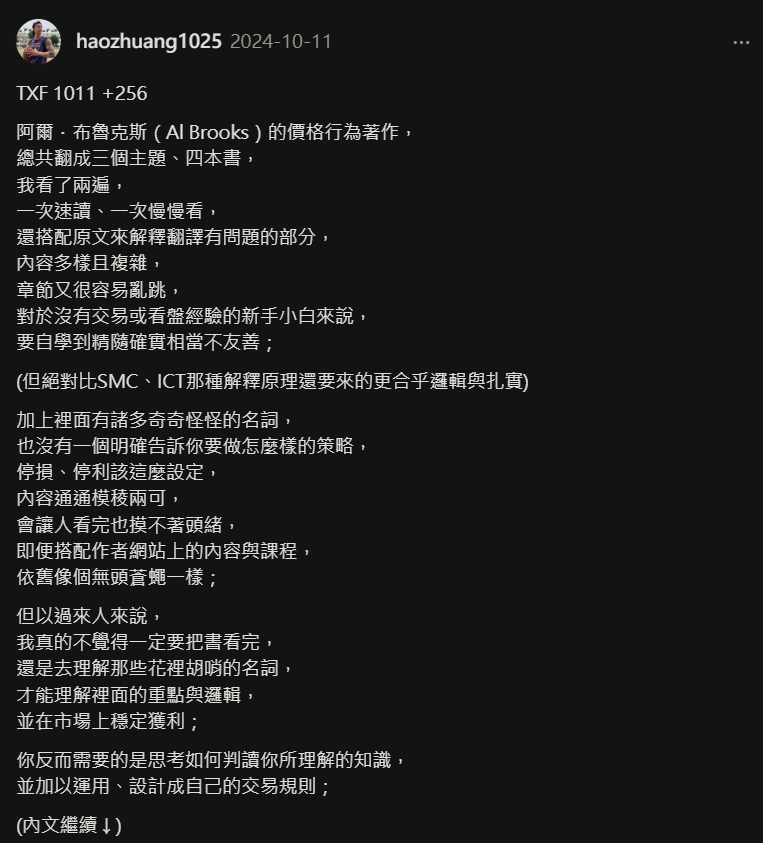 haozhuang1025 2024-10-11
TXF 1011 +256
阿爾・布魯克斯（Al Brooks）的價格行為著作，
總共翻成三個主題、四本書，
我看了兩遍，
一次速讀、一次慢慢看，
還搭配原文來解釋翻譯有問題的部分，
內容多樣且複雜，
章節又很容易亂跳，
對於沒有交易或看盤經驗的新手小白來說，
要自學到精隨確實相當不友善；
(但絕對比SMC、ICT那種解釋原理還要來的更合乎邏輯與扎實)
加上裡面有諸多奇奇怪怪的名詞，
也沒有一個明確告訴你要做怎麼樣的策略，
停損、停利該這麼設定，
內容通通模稜兩可，
會讓人看完也摸不著頭緒，
即便搭配作者網站上的內容與課程，
依舊像個無頭蒼蠅一樣；
但以過來人來說，
我真的不覺得一定要把書看完，
還是去理解那些花裡胡哨的名詞，
才能理解裡面的重點與邏輯，
並在市場上穩定獲利；
你反而需要的是思考如何判讀你所理解的知識，
並加以運用、設計成自己的交易規則；
(內文繼續↓)